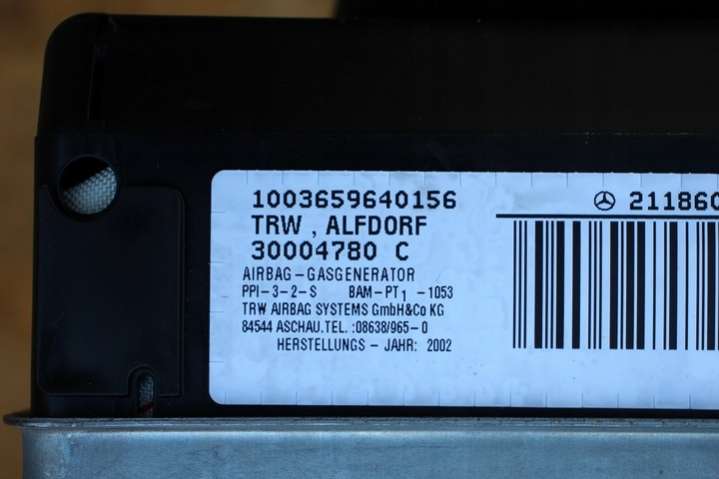 1003659640156
TRW , ALFDORF
30004780 C
AIRBAG-GASGENERATOR
PPI-3-2-S BAM-PT1 -1053
TRW AIRBAG SYSTEMS GmbH&Co KG
84544 ASCHAU.TEL.:08638/965-0
HERSTELLUNGS - JAHR: 2002
211860